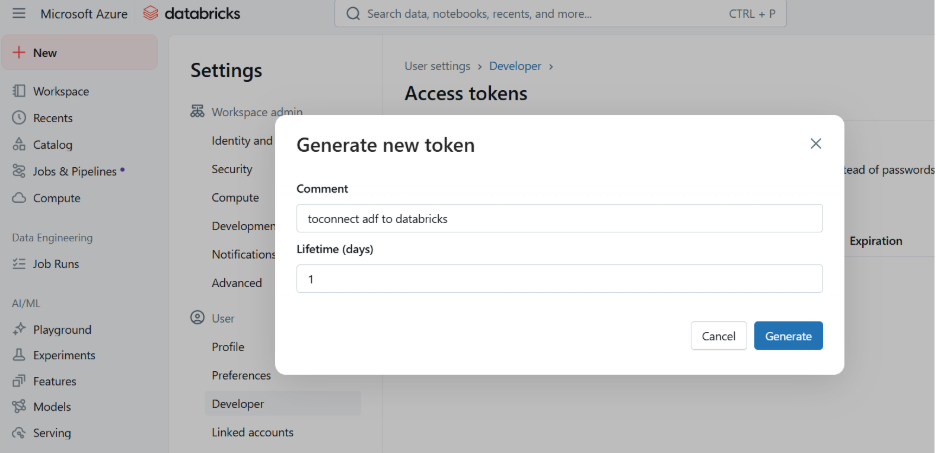 Microsoft Azure databricks
Search data, notebooks, recents, and more... CTRL + P
New
Workspace
Recents
Catalog
Jobs & Pipelines
Compute
Data Engineering
Job Runs
AI/ML
Playground
Experiments
Features
Models
Serving
Settings
Workspace admin
Identity and
Security
Compute
Developmen
Notifications
Advanced
User
Profile
Preferences
Developer
Linked accounts
User settings > Developer >
Access tokens
tead of passwords
Expiration
Generate new token
Comment
toconnect adf to databricks
Lifetime (days)
1
Cancel Generate